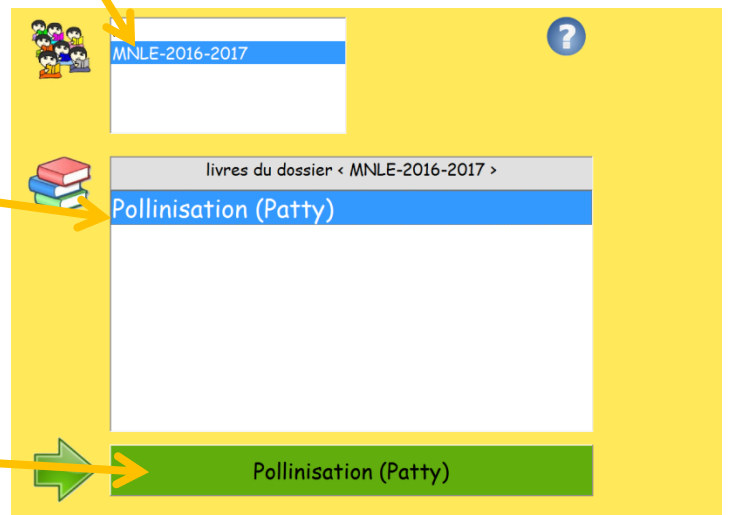 MNLE-2016-2017
?
livres du dossier < MNLE-2016-2017 >
Pollinisation (Patty)
Pollinisation (Patty)